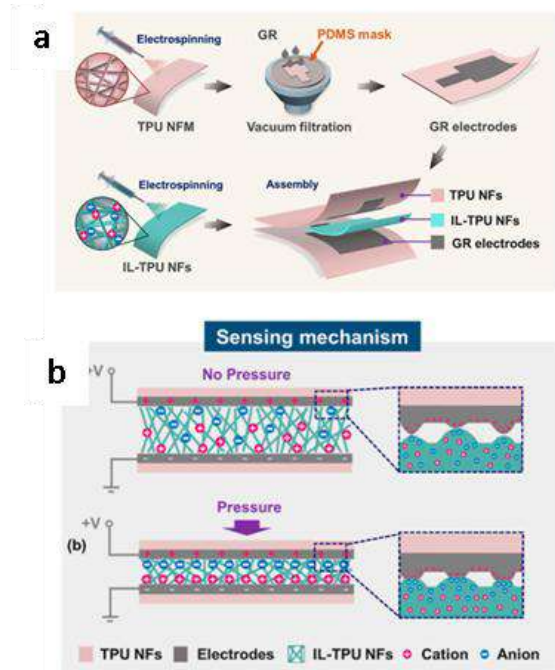 a
Electrospinning
GR
PDMS mask
TPU NFM
Vacuum filtration
GR electrodes
Electrospinning
Assembly
TPU NFs
IL-TPU NFs
GR electrodes
IL-TPU NFs
Sensing mechanism
b
+V
No Pressure
+V
Pressure
(b)
TPU NFs
Electrodes
IL-TPU NFs
Cation
Anion